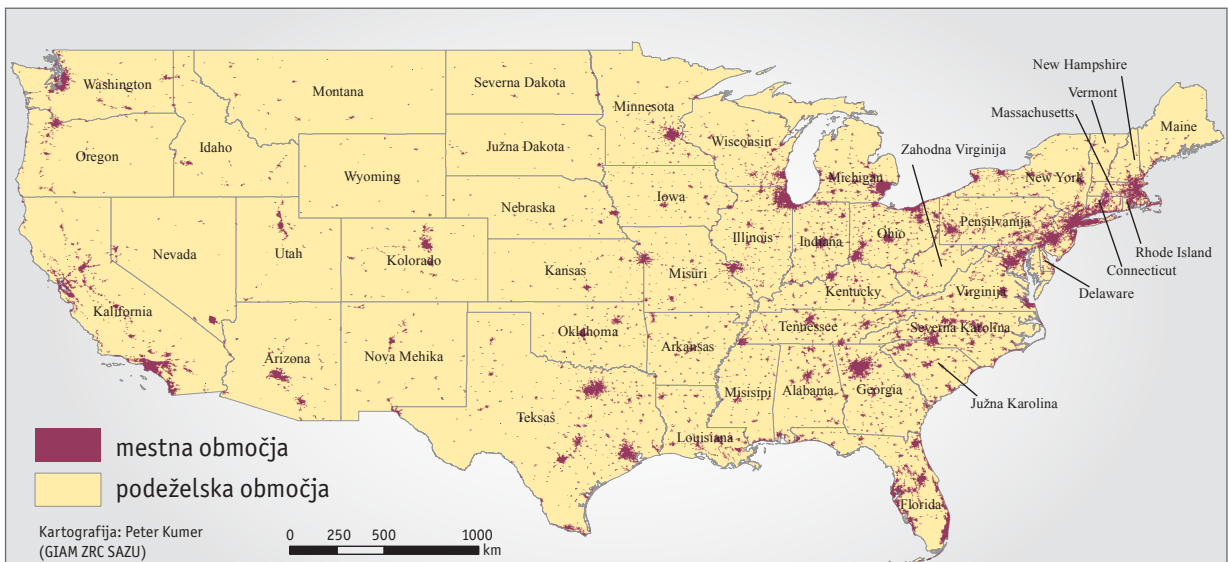 New Hampshire
Vermont
Massachusetts
Washington
Montana
Severna Dakota
Minnesota
Maine
Oregon
Idaho
Južna Dakota
Wisconsin
Zahodna Virginija
Wyoming
Michigan
New York
Iowa
Nebraska
Pensilvanija
Nevada
Utah
Kolorado
Illinois
Indiana
Ohio
Rhode Island
Kansas
Misuri
Connecticut
Kalifornia
Kentucky
Virginija
Delaware
Oklahoma
Tennessee
Severna Karolina
Arizona
Nova Mehika
Arkansas
Misisipi
Alabama
Georgia
Južna Karolina
Teksas
Louisiana
Florida
mestna območja
podeželska območja
Kartografija: Peter Kumer
(GIAM ZRC SAZU)
0 250 500 1000
km